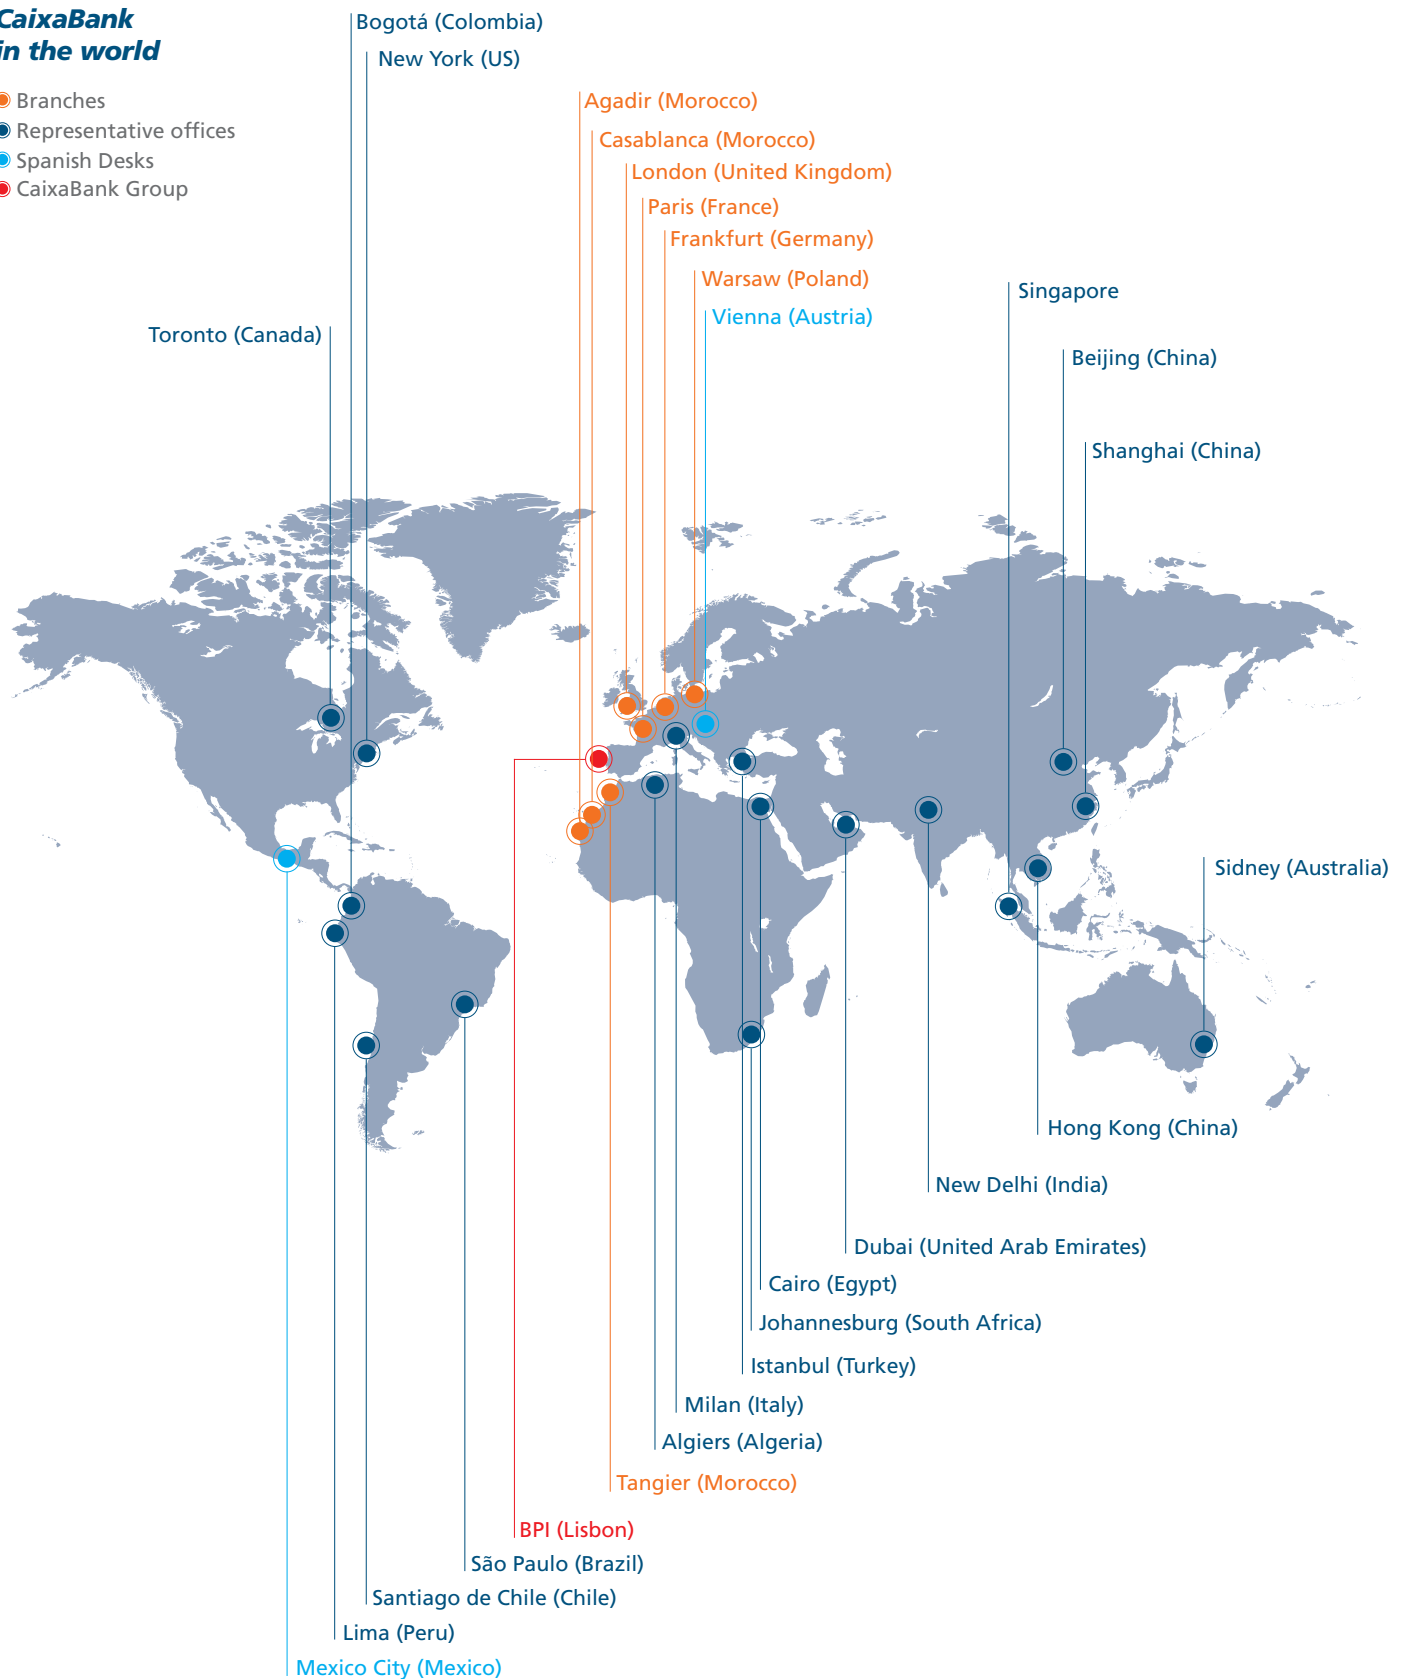 CaixaBank
in the world
Branches
Representative offices
Spanish Desks
CaixaBank Group
Bogotá (Colombia)
New York (US)
Agadir (Morocco)
Casablanca (Morocco)
London (United Kingdom)
Paris (France)
Frankfurt (Germany)
Warsaw (Poland)
Vienna (Austria)
Singapore
Toronto (Canada)
Beijing (China)
Shanghai (China)
Sidney (Australia)
Hong Kong (China)
New Delhi (India)
Dubai (United Arab Emirates)
Cairo (Egypt)
Johannesburg (South Africa)
Istanbul (Turkey)
Milan (Italy)
Algiers (Algeria)
Tangier (Morocco)
BPI (Lisbon)
São Paulo (Brazil)
Santiago de Chile (Chile)
Lima (Peru)
Mexico City (Mexico)